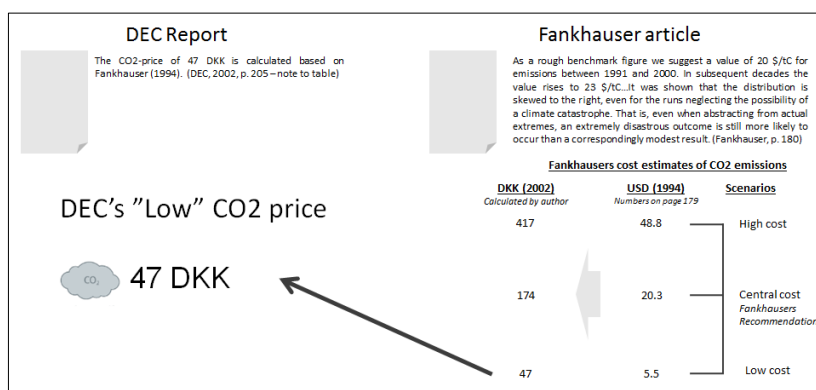 DEC Report
The CO2-price of 47 DKK is calculated based on
Fankhauser (1994). (DEC, 2002, p. 205 – note to table)
DEC's "Low" CO2 price
CO₂
47 DKK
Fankhauser article
As a rough benchmark figure we suggest a value of 20 $/tC for
emissions between 1991 and 2000. In subsequent decades the
value rises to 23 $/tC...It was shown that the distribution is
skewed to the right, even for the runs neglecting the possibility of
a climate catastrophe. That is, even when abstracting from actual
extremes, an extremely disastrous outcome is still more likely to
occur than a correspondingly modest result. (Fankhauser, p. 180)
Fankhausers cost estimates of CO2 emissions
DKK (2002) USD (1994) Scenarios
Calculated by author Numbers on page 179
417 48.8 High cost
174 20.3 Central cost
Fankhausers
Recommendation
47 5.5 Low cost